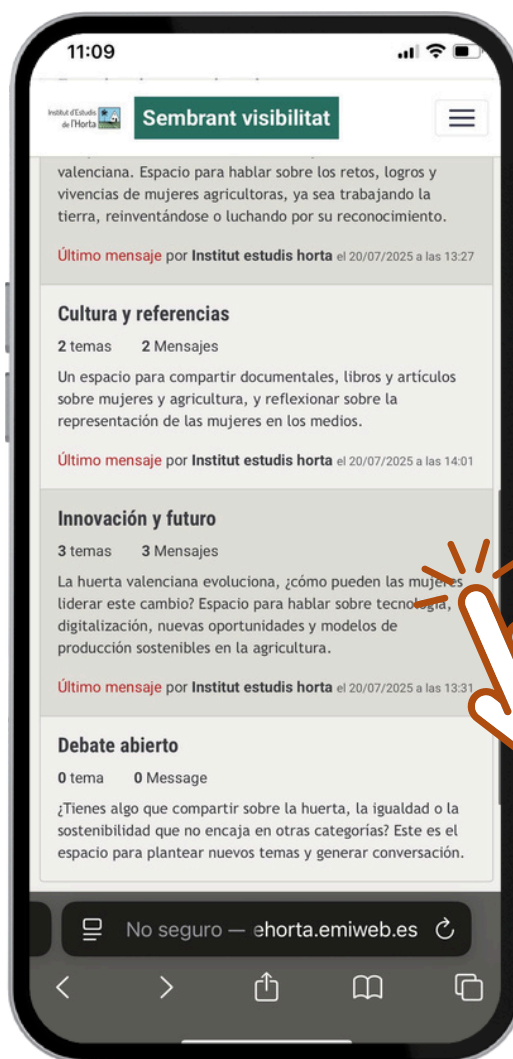 11:09
Institut d'Estudis
de l'Horta
Sembrant visibilitat
valenciana. Espacio para hablar sobre los retos, logros y
vivencias de mujeres agricultoras, ya sea trabajando la
tierra, reinventándose o luchando por su reconocimiento.
Último mensaje por Institut estudis horta el 20/07/2025 a las 13:27
Cultura y referencias
2 temas 2 Mensajes
Un espacio para compartir documentales, libros y artículos
sobre mujeres y agricultura, y reflexionar sobre la
representación de las mujeres en los medios.
Último mensaje por Institut estudis horta el 20/07/2025 a las 14:01
Innovación y futuro
3 temas 3 Mensajes
La huerta valenciana evoluciona, ¿cómo pueden las mujeres
liderar este cambio? Espacio para hablar sobre tecnología,
digitalización, nuevas oportunidades y modelos de
producción sostenibles en la agricultura.
Último mensaje por Institut estudis horta el 20/07/2025 a las 13:31
Debate abierto
0 tema 0 Message
¿Tienes algo que compartir sobre la huerta, la igualdad o la
sostenibilidad que no encaja en otras categorías? Este es el
espacio para plantear nuevos temas y generar conversación.
No seguro — ehorta.emiweb.es